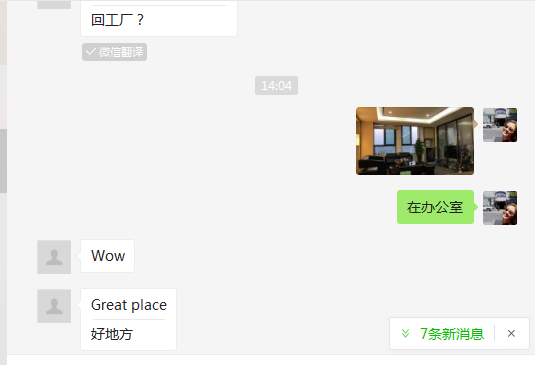 回工厂？
微信翻译
14:04
在办公室
Wow
Great place
好地方
7条新消息